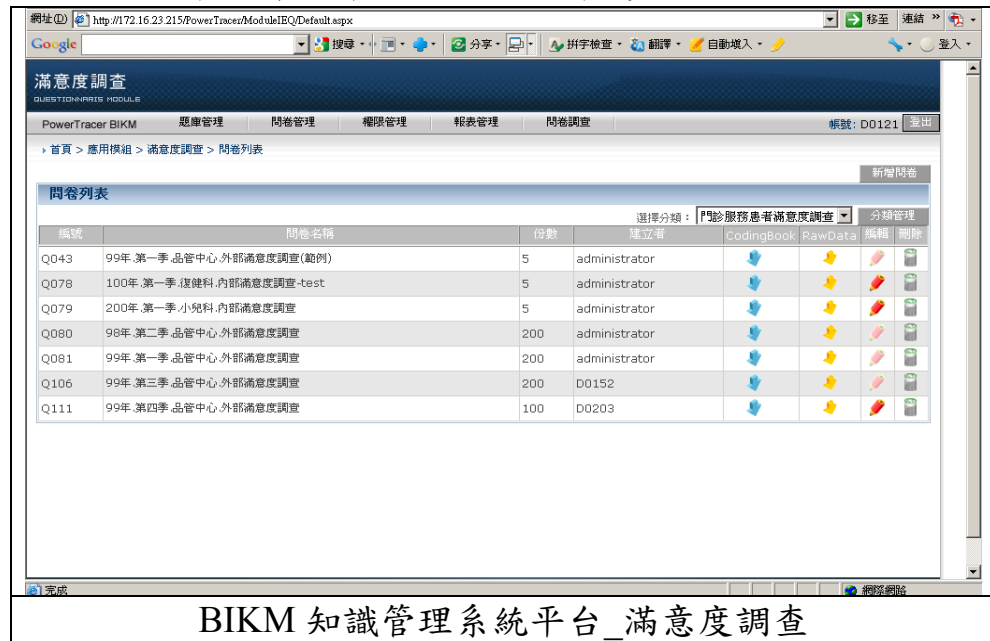 網址(D) http://172.16.23.215/PowerTracer/ModuleIEQ/Default.aspx 移至 連結 »
Google 搜尋 分享 拼字檢查 翻譯 自動填入 登入
滿意度調查
QUESTIONNARIS MODULE
PowerTracer BIKM 題庫管理 問卷管理 權限管理 報表管理 問卷調查 帳號: D0121 登出
首頁 > 應用模組 > 滿意度調查 > 問卷列表
新增問卷
問卷列表
選擇分類: 門診服務患者滿意度調查 分類管理
編號 問卷名稱 份數 建立者 CodingBook RawData 編輯 刪除
Q043 99年.第一季.品管中心.外部滿意度調查(範例) 5 administrator
Q078 100年.第一季.復健科.內部滿意度調查-test 5 administrator
Q079 200年.第一季.小兒科.內部滿意度調查 5 administrator
Q080 98年.第二季.品管中心.外部滿意度調查 200 administrator
Q081 99年.第一季.品管中心.外部滿意度調查 200 administrator
Q106 99年.第三季.品管中心.外部滿意度調查 200 D0152
Q111 99年.第四季.品管中心.外部滿意度調查 100 D0203
完成 網際網路
BIKM 知識管理系統平台_滿意度調查